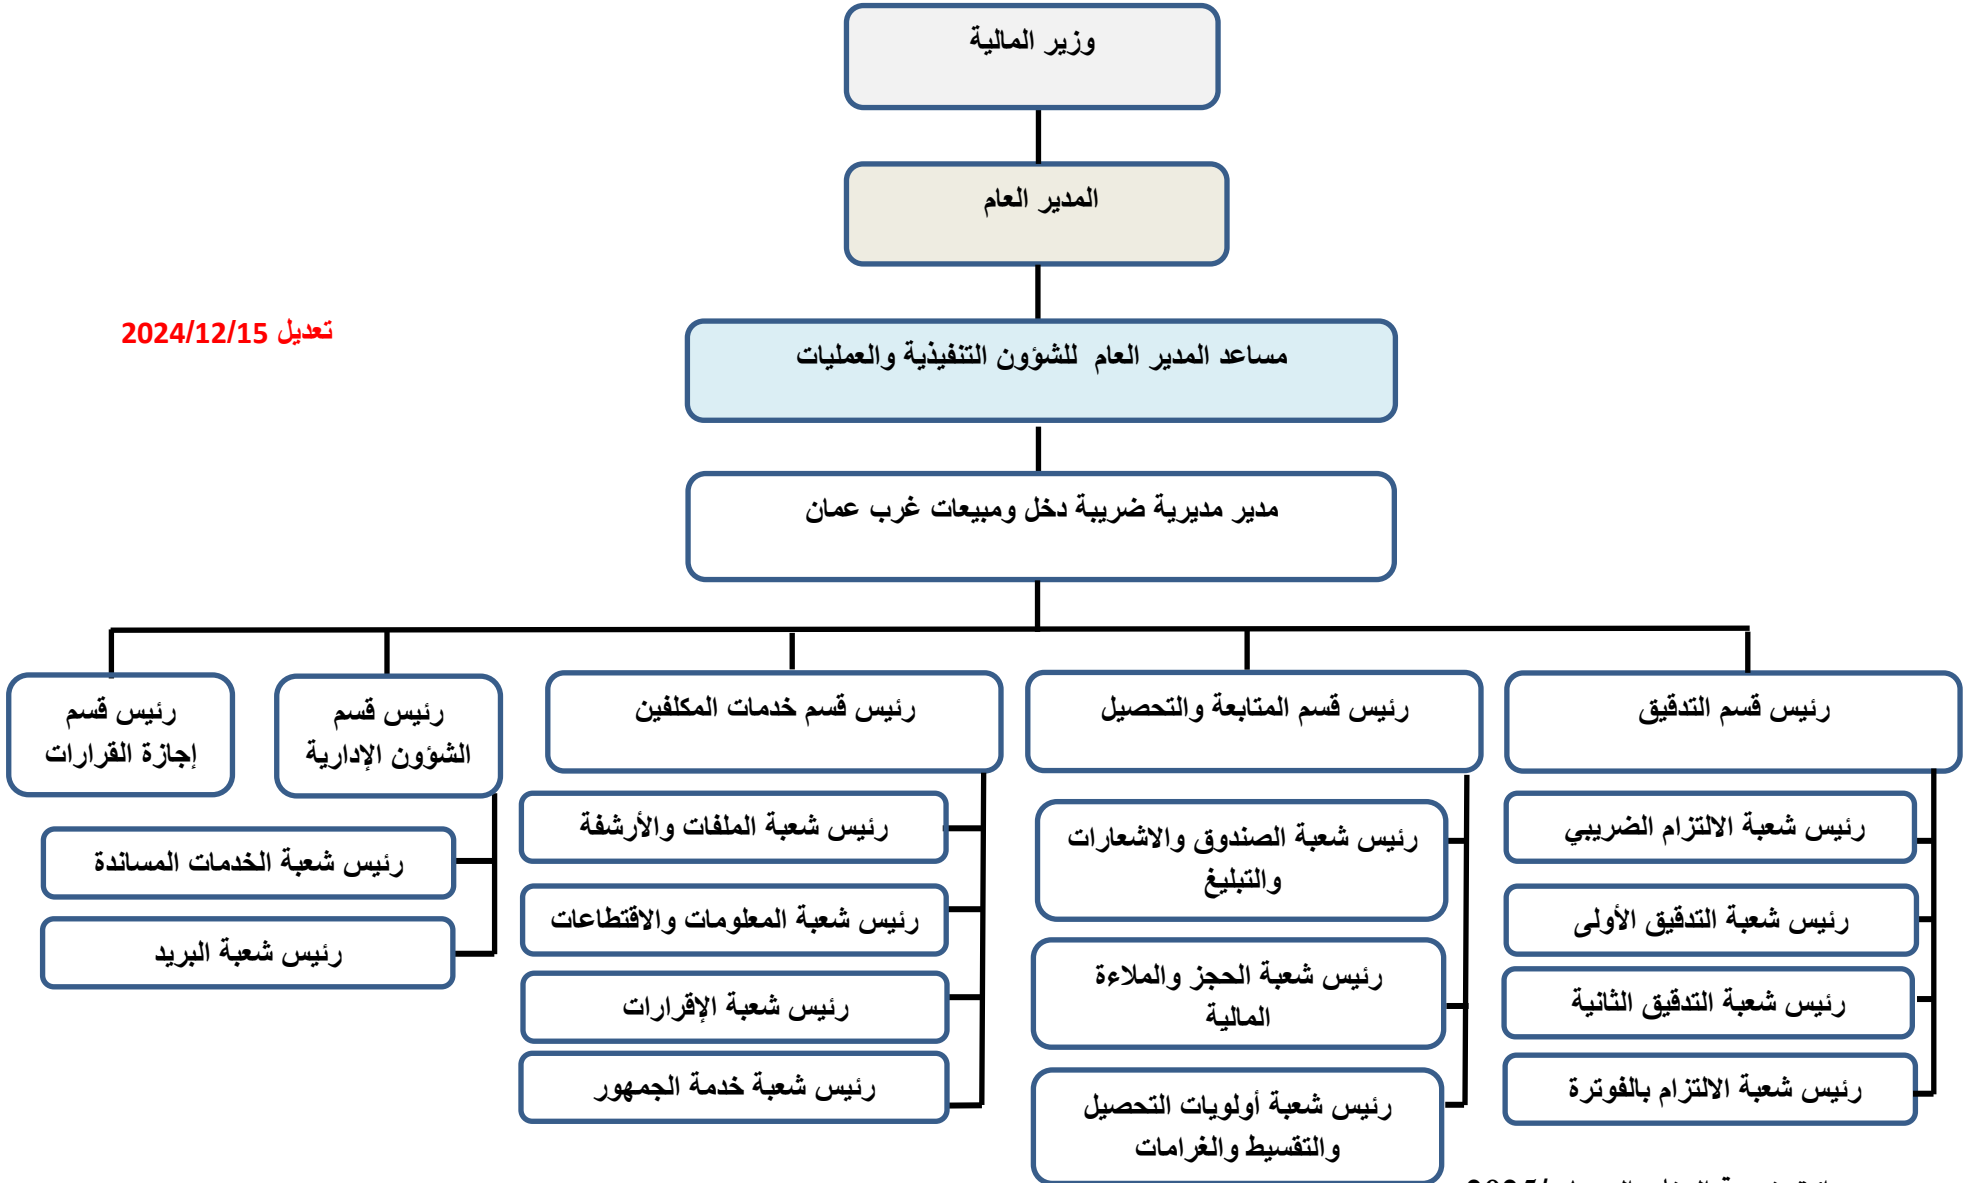 وزير المالية
المدير العام
تعديل 2024/12/15
مساعد المدير العام للشؤون التنفيذية والعمليات
مدير مديرية ضريبة دخل ومبيعات غرب عمان
رئيس قسم التدقيق
رئيس شعبة الالتزام الضريبي
رئيس شعبة التدقيق الأولى
رئيس شعبة التدقيق الثانية
رئيس شعبة الالتزام بالفوترة
رئيس قسم المتابعة والتحصيل
رئيس شعبة الصندوق والاشعارات
والتبليغ
رئيس شعبة الحجز والملاءة
المالية
رئيس شعبة أولويات التحصيل
والتقسيط والغرامات
رئيس قسم خدمات المكلفين
رئيس شعبة الملفات والأرشفة
رئيس شعبة المعلومات والاقتطاعات
رئيس شعبة الإقرارات
رئيس شعبة خدمة الجمهور
رئيس قسم
الشؤون الإدارية
رئيس شعبة الخدمات المساندة
رئيس شعبة البريد
رئيس قسم
إجازة القرارات